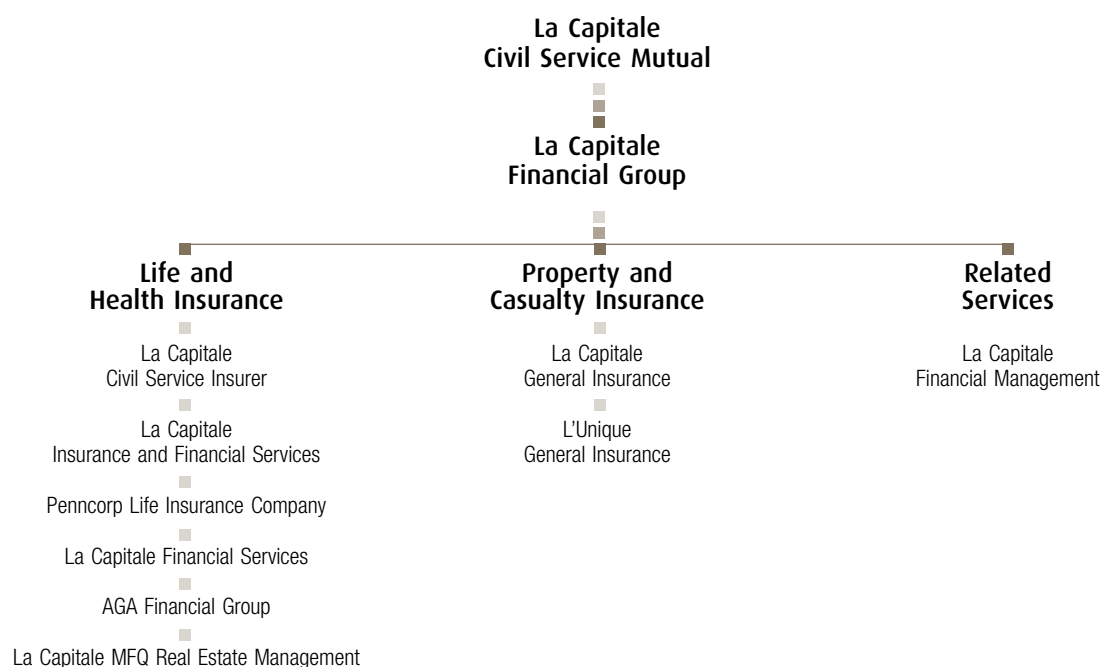 La Capitale
Civil Service Mutual
La Capitale
Financial Group
Life and
Health Insurance
La Capitale
Civil Service Insurer
La Capitale
Insurance and Financial Services
Penncorp Life Insurance Company
La Capitale Financial Services
AGA Financial Group
La Capitale MFQ Real Estate Management
Property and
Casualty Insurance
La Capitale
General Insurance
L'Unique
General Insurance
Related
Services
La Capitale
Financial Management